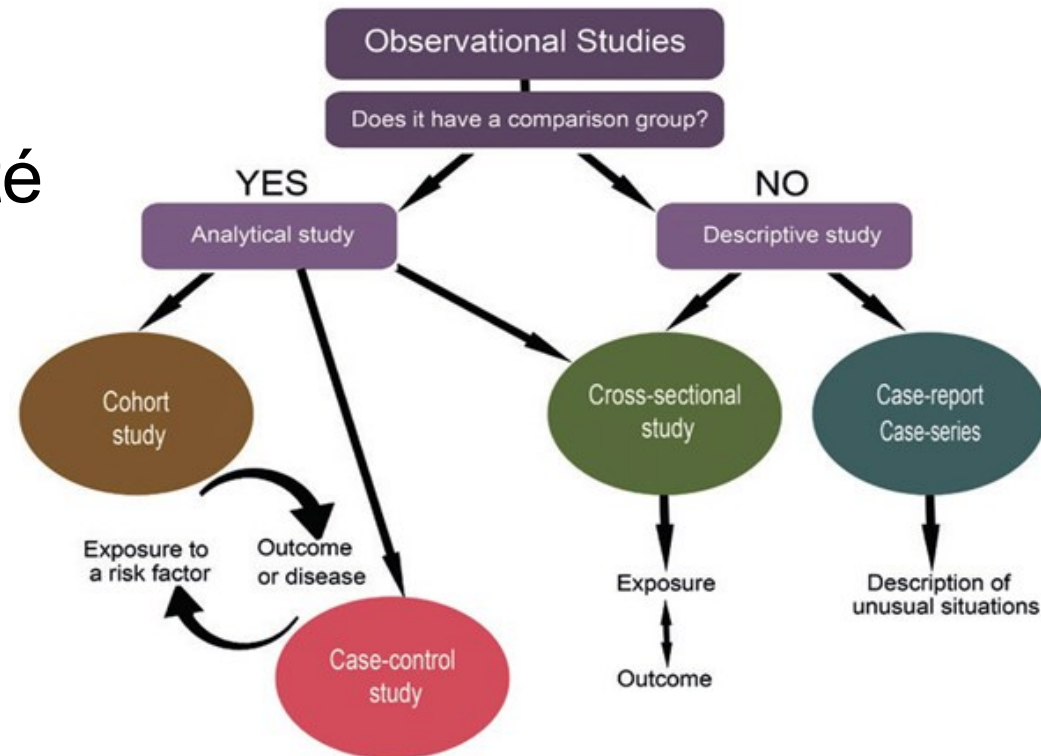 Observational Studies
Does it have a comparison group?
té
YES
NO
Analytical study
Descriptive study
Cohort
study
Cross-sectional
study
Case-report
Case-series
Exposure to
a risk factor
Outcome
or disease
Exposure
Description of
unusual situations
Case-control
study
Outcome